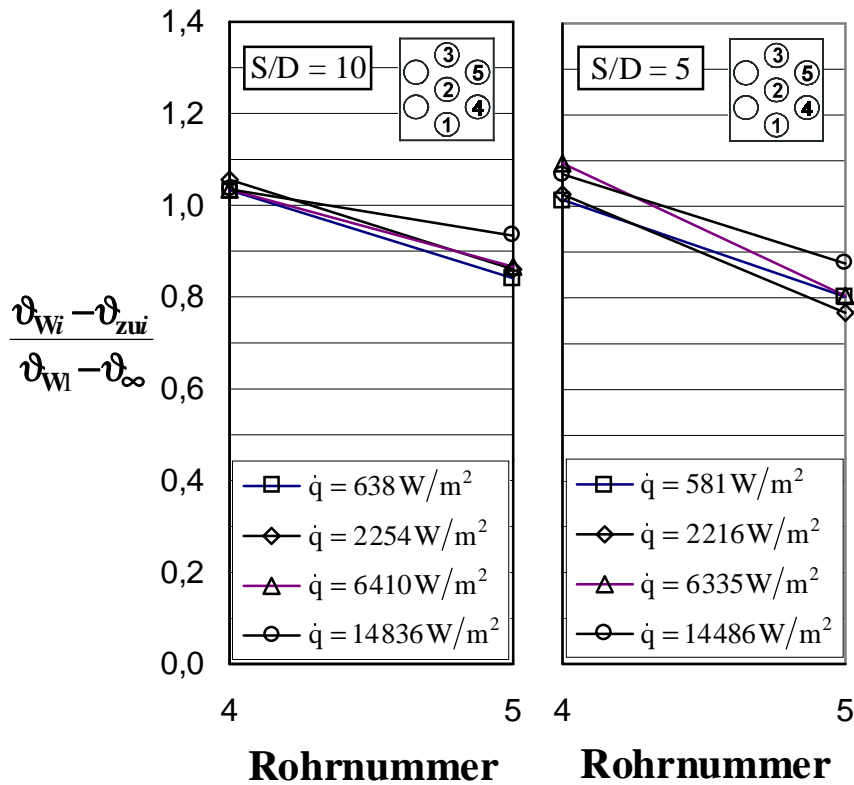 1,4
1,2
1,0
0,8
0,6
0,4
0,2
0,0
ϑWi − ϑzui
ϑW1 − ϑ∞
S/D = 10
3
5
2
4
1
q̇ = 638 W/m²
q̇ = 2254 W/m²
q̇ = 6410 W/m²
q̇ = 14836 W/m²
4 5
Rohrnummer
S/D = 5
3
5
2
4
1
q̇ = 581 W/m²
q̇ = 2216 W/m²
q̇ = 6335 W/m²
q̇ = 14486 W/m²
4 5
Rohrnummer